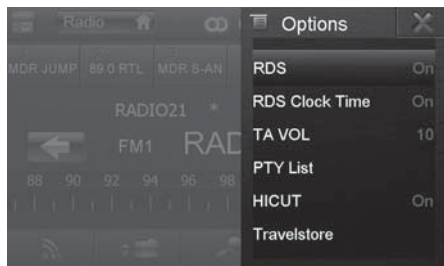 Radio
Options
MDR JUMP 89.0 RTL MDR S-AN
RADIO21 *
FM1 RAD
88 90 92 94 96 98
RDS On
RDS Clock Time On
TA VOL 10
PTY List
HICUT On
Travelstore